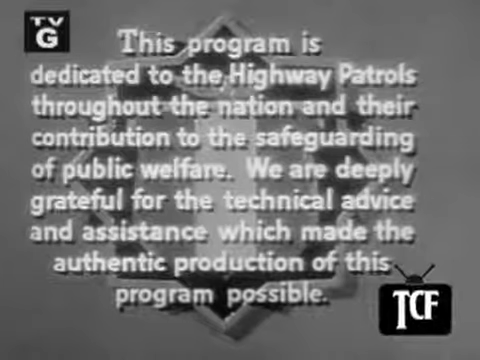 TV
G
This program is
dedicated to the Highway Patrols
throughout the nation and their
contribution to the safeguarding
of public welfare. We are deeply
grateful for the technical advice
and assistance which made the
authentic production of this
program possible.
TCF